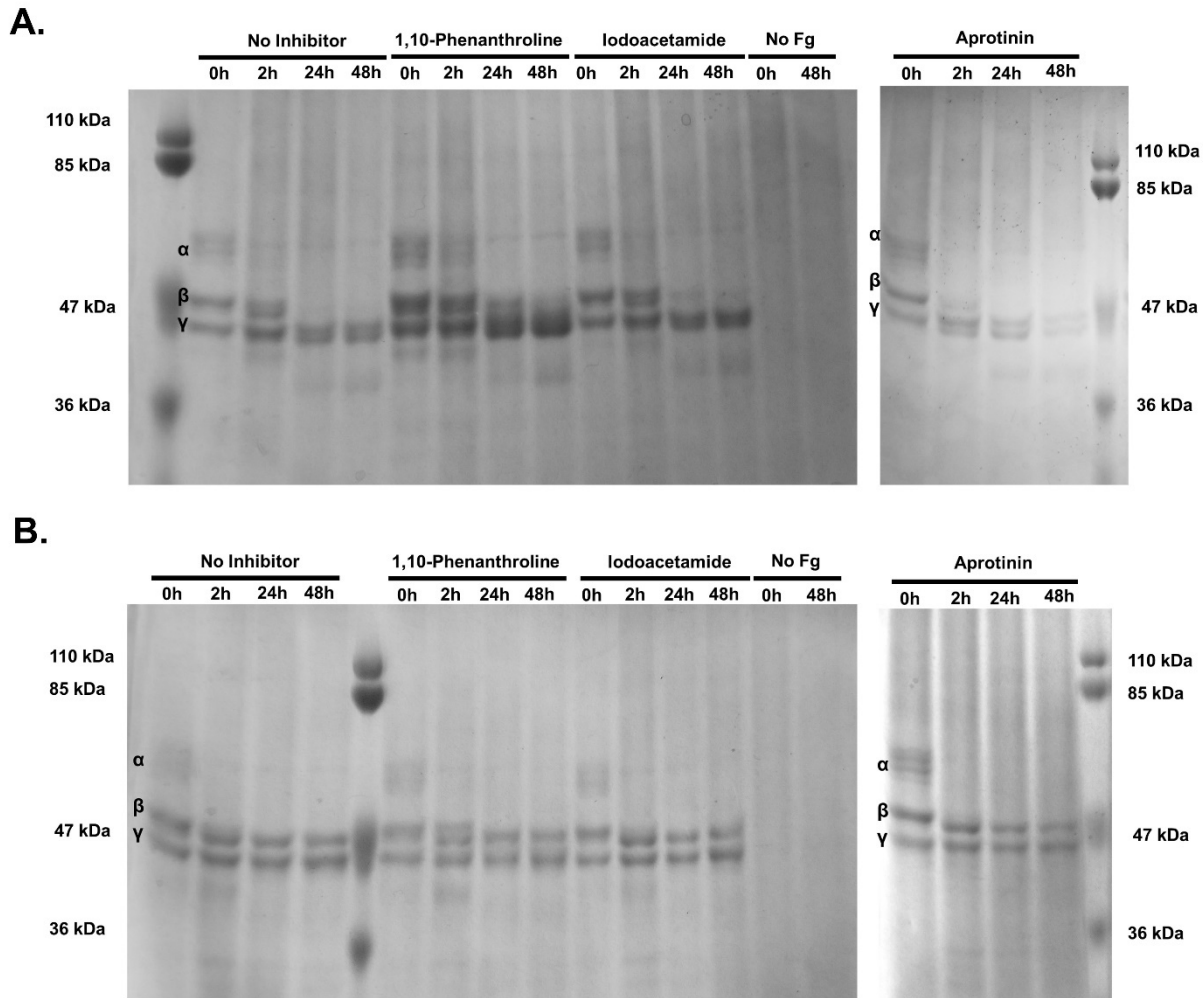 A.
No Inhibitor 1,10-Phenanthroline Iodoacetamide No Fg Aprotinin
0h 2h 24h 48h 0h 2h 24h 48h 0h 2h 24h 48h 0h 48h 0h 2h 24h 48h
110 kDa
85 kDa
α
β
47 kDa
γ
36 kDa
110 kDa
85 kDa
α
β
47 kDa
γ
36 kDa
B.
No Inhibitor 1,10-Phenanthroline Iodoacetamide No Fg Aprotinin
0h 2h 24h 48h 0h 2h 24h 48h 0h 2h 24h 48h 0h 48h 0h 2h 24h 48h
110 kDa
85 kDa
α
β
47 kDa
γ
36 kDa
110 kDa
85 kDa
α
β
47 kDa
γ
36 kDa